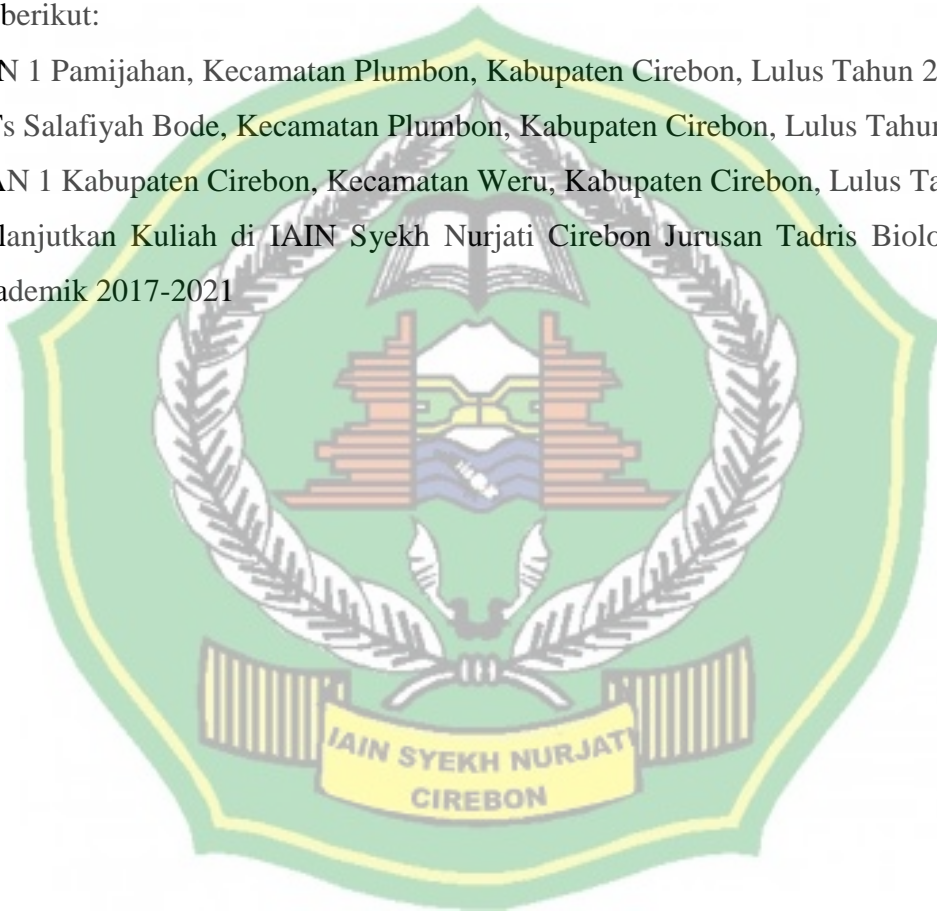 berikut:
N 1 Pamijahan, Kecamatan Plumbon, Kabupaten Cirebon, Lulus Tahun 2
Ts Salafiyah Bode, Kecamatan Plumbon, Kabupaten Cirebon, Lulus Tahun
AN 1 Kabupaten Cirebon, Kecamatan Weru, Kabupaten Cirebon, Lulus Ta
lanjutkan Kuliah di IAIN Syekh Nurjati Cirebon Jurusan Tadris Biolo
ademik 2017-2021
IAIN SYEKH NURJATI
CIREBON